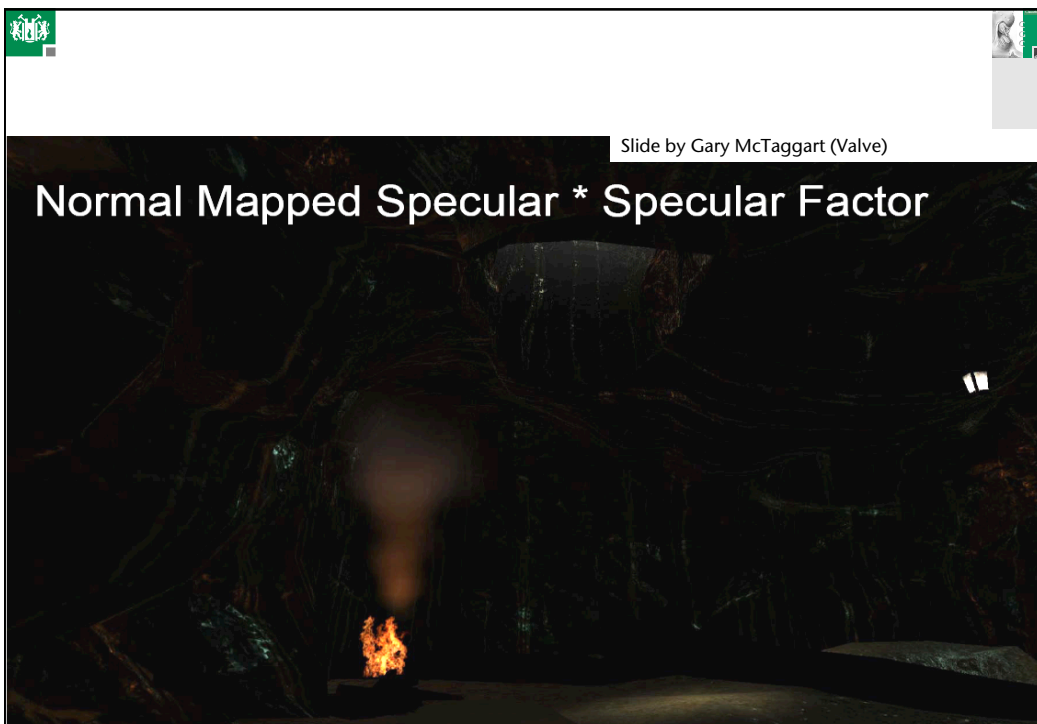 Slide by Gary McTaggart (Valve)
Normal Mapped Specular * Specular Factor